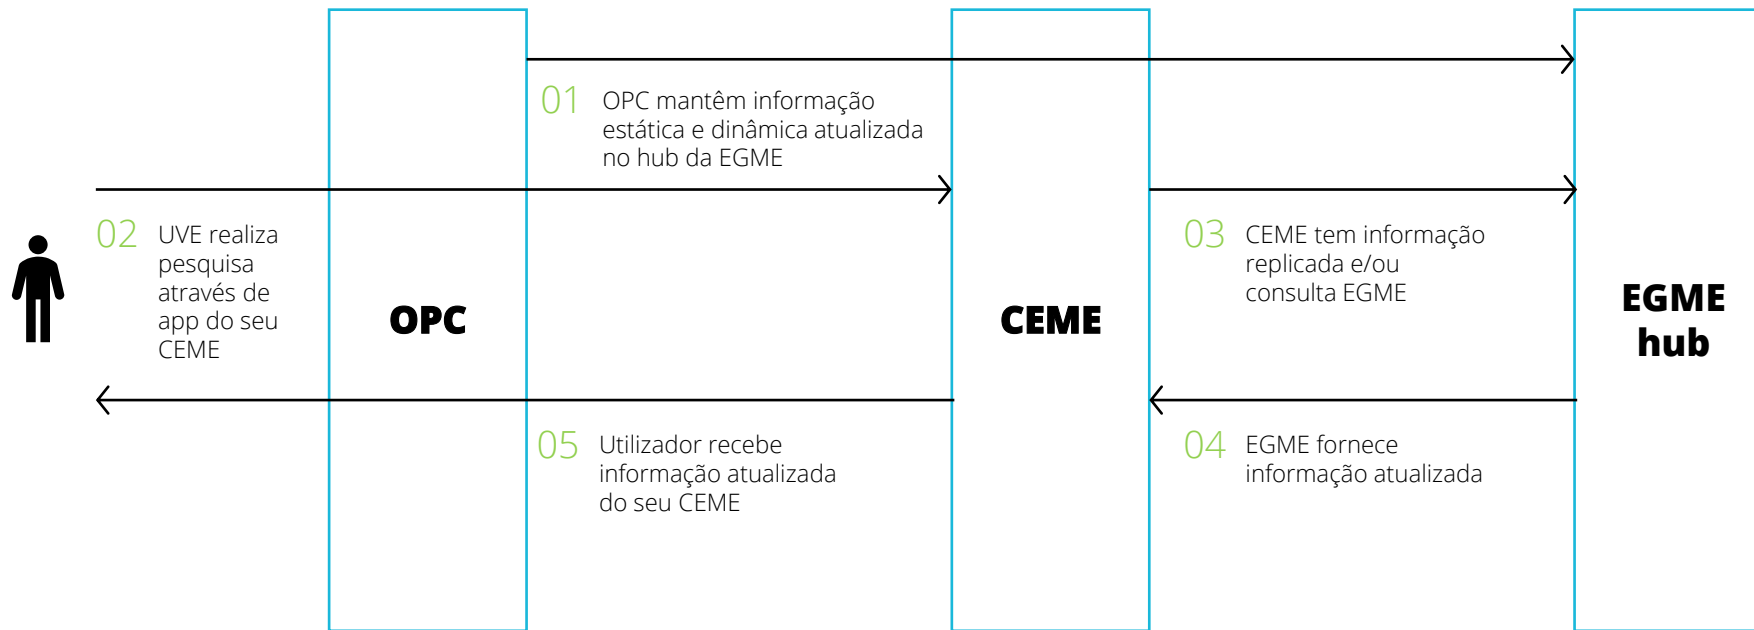 01
OPC mantêm informação
estática e dinâmica atualizada
no hub da EGME
02
UVE realiza
pesquisa
através de
app do seu
CEME
03
CEME tem informação
replicada e/ou
consulta EGME
OPC
CEME
EGME
hub
05
Utilizador recebe
informação atualizada
do seu CEME
04
EGME fornece
informação atualizada